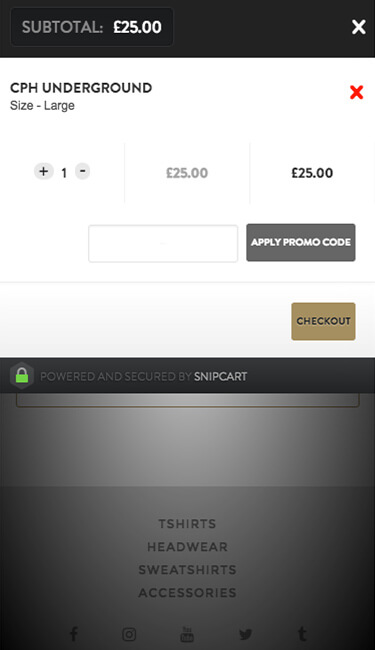 SUBTOTAL: £25.00
CPH UNDERGROUND
Size - Large
+ 1 - £25.00 £25.00
APPLY PROMO CODE
CHECKOUT
POWERED AND SECURED BY SNIPCART
TSHIRTS
HEADWEAR
SWEATSHIRTS
ACCESSORIES